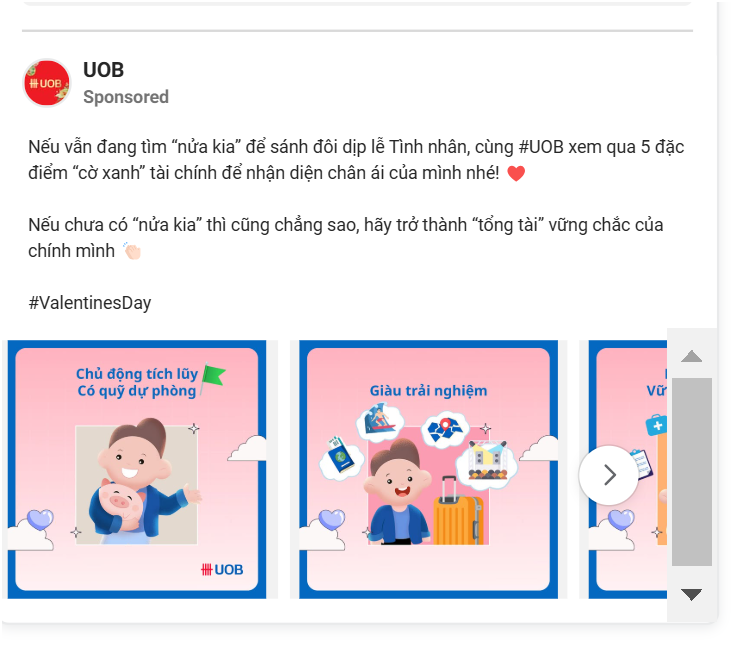 UOB
UOB
Sponsored
Nếu vẫn đang tìm “nửa kia” để sánh đôi dịp lễ Tình nhân, cùng #UOB xem qua 5 đặc
điểm “cờ xanh” tài chính để nhận diện chân ái của mình nhé! ❤️
Nếu chưa có “nửa kia” thì cũng chẳng sao, hãy trở thành “tổng tài” vững chắc của
chính mình 👏🏻
#ValentinesDay
Chủ động tích lũy
Có quỹ dự phòng
UOB
Giàu trải nghiệm